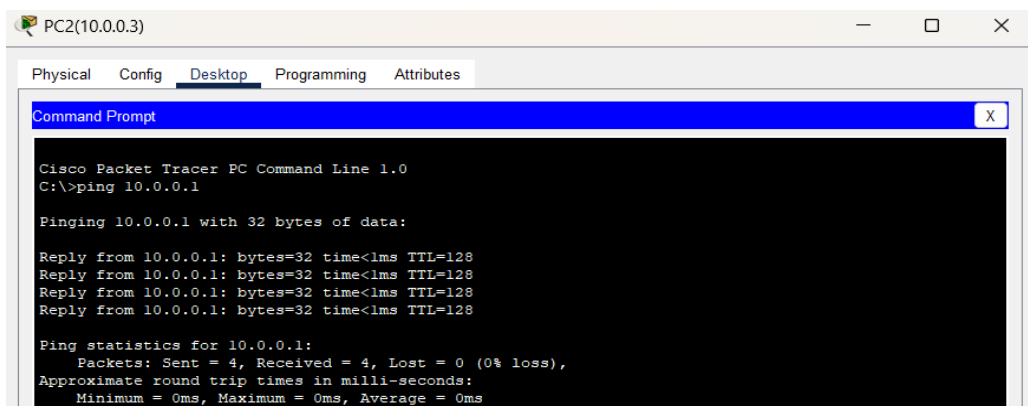 PC2(10.0.0.3)
Physical Config Desktop Programming Attributes
Command Prompt X
Cisco Packet Tracer PC Command Line 1.0
C:\>ping 10.0.0.1
Pinging 10.0.0.1 with 32 bytes of data:
Reply from 10.0.0.1: bytes=32 time<1ms TTL=128
Reply from 10.0.0.1: bytes=32 time<1ms TTL=128
Reply from 10.0.0.1: bytes=32 time<1ms TTL=128
Reply from 10.0.0.1: bytes=32 time<1ms TTL=128
Ping statistics for 10.0.0.1:
Packets: Sent = 4, Received = 4, Lost = 0 (0% loss),
Approximate round trip times in milli-seconds:
Minimum = 0ms, Maximum = 0ms, Average = 0ms